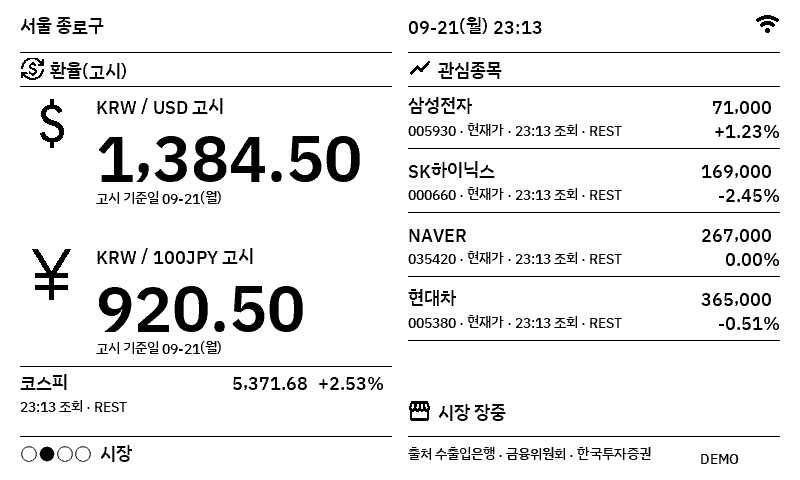 서울 종로구
09-21(월) 23:13
환율(고시)
KRW / USD 고시
1,384.50
고시 기준일 09-21(월)
KRW / 100JPY 고시
920.50
고시 기준일 09-21(월)
코스피 5,371.68 +2.53%
23:13 조회 · REST
시장
관심종목
삼성전자 71,000
005930 · 현재가 · 23:13 조회 · REST +1.23%
SK하이닉스 169,000
000660 · 현재가 · 23:13 조회 · REST -2.45%
NAVER 267,000
035420 · 현재가 · 23:13 조회 · REST 0.00%
현대차 365,000
005380 · 현재가 · 23:13 조회 · REST -0.51%
시장 장중
출처 수출입은행 · 금융위원회 · 한국투자증권
DEMO